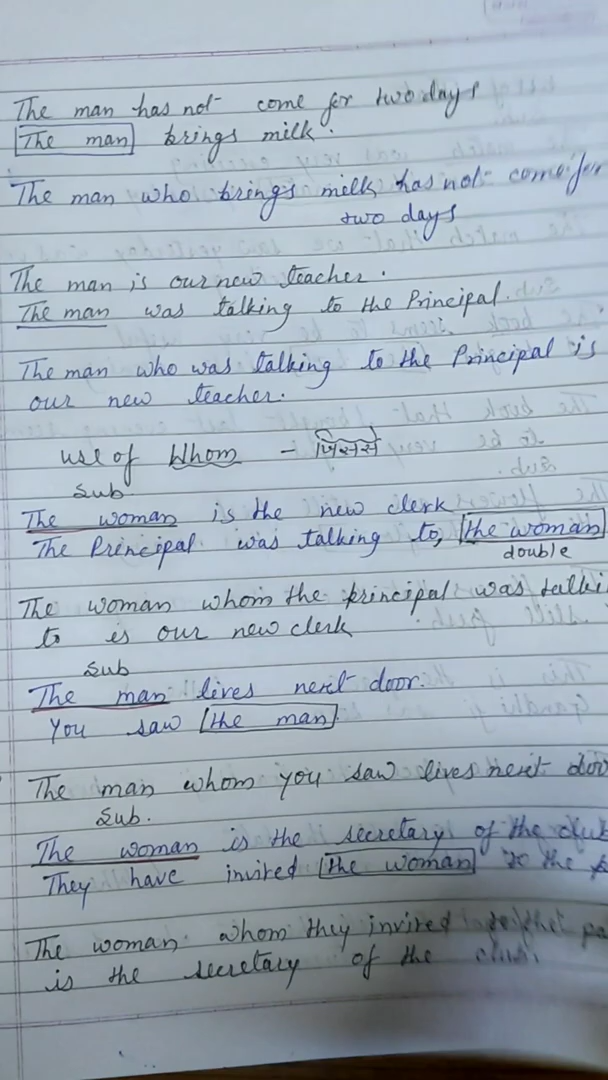 The man has not come for two days
The man brings milk.
The man who brings milk has not come for
two days
The man is our new teacher.
The man was talking to the Principal.
The man who was talking to the Principal is
our new teacher.
use of Whom - जिससे
Sub
The woman is the new clerk
The Principal was talking to, the woman
double
The woman whom the principal was talki
to is our new clerk
Sub
The man lives next door.
You saw the man
The man whom you saw lives next doo
Sub.
The woman is the secretary of the club
They have invited the woman to the p
The woman whom they invited to the pa
is the secretary of the club.